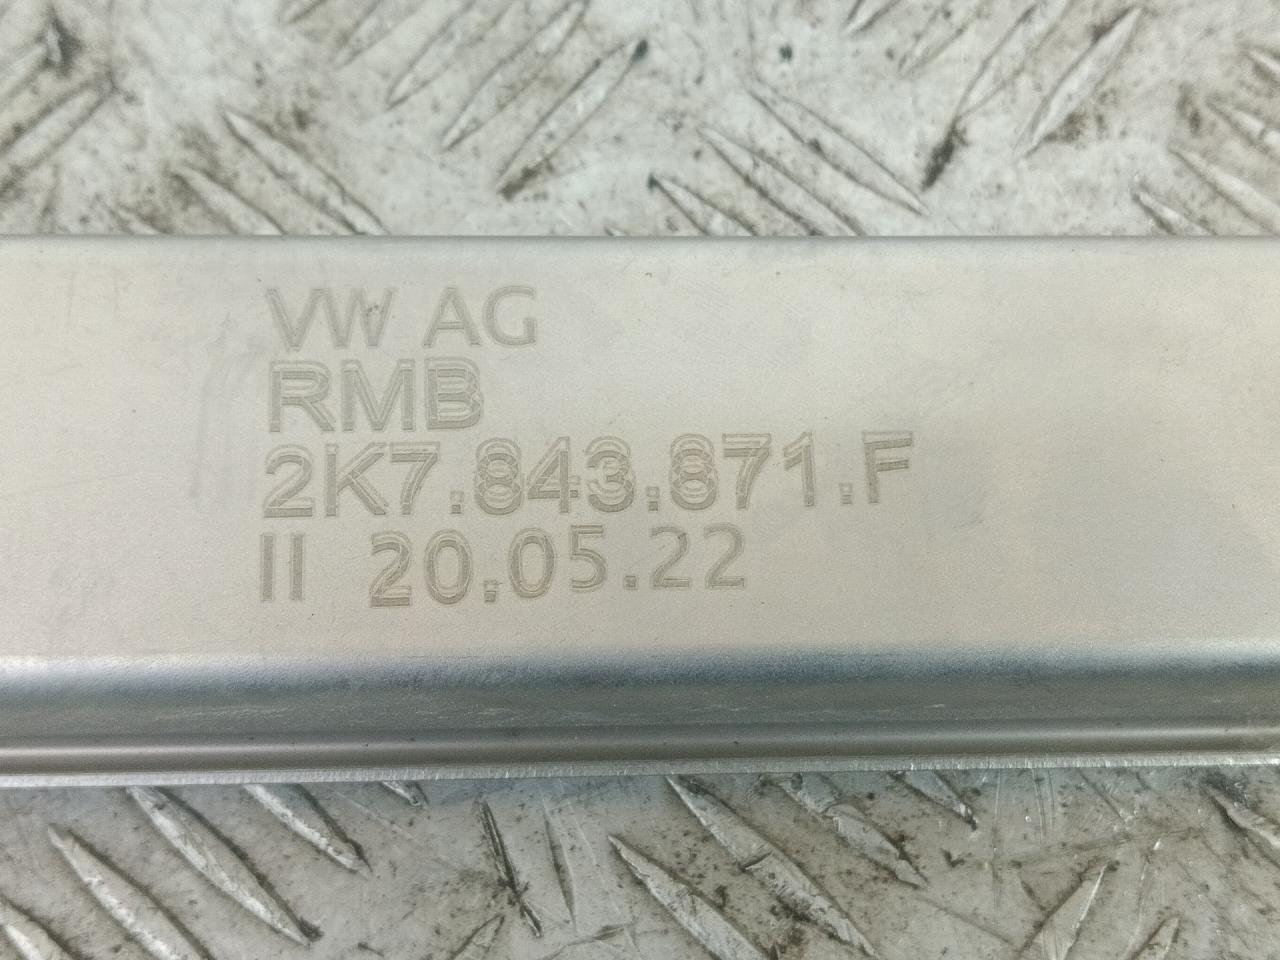 VW AG
RMB
2K7.843.871.F
II 20.05.22